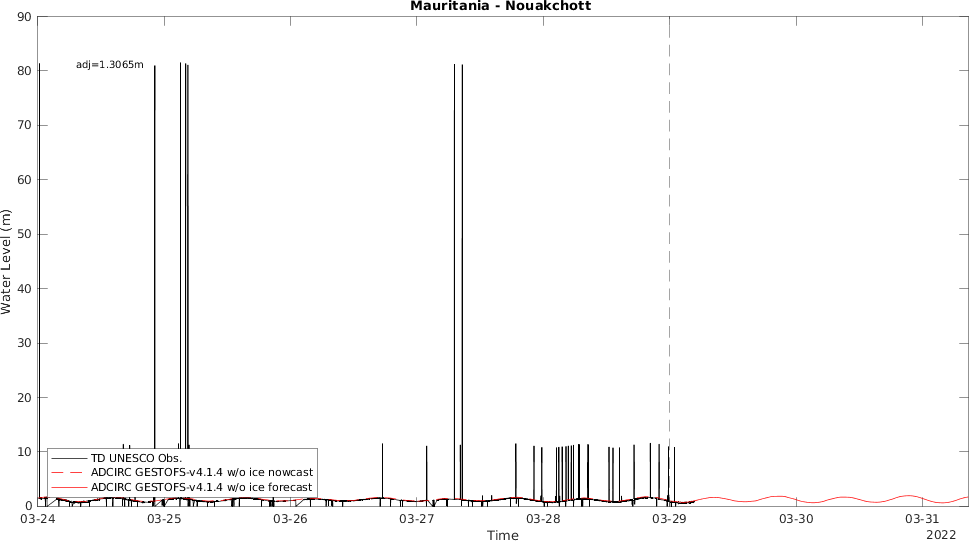 Mauritania - Nouakchott
90
80
70
60
50
40
30
20
10
0
Water Level (m)
adj=1.3065m
TD UNESCO Obs.
ADCIRC GESTOFS-v4.1.4 w/o ice nowcast
ADCIRC GESTOFS-v4.1.4 w/o ice forecast
03-24 03-25 03-26 03-27 03-28 03-29 03-30 03-31
Time
2022